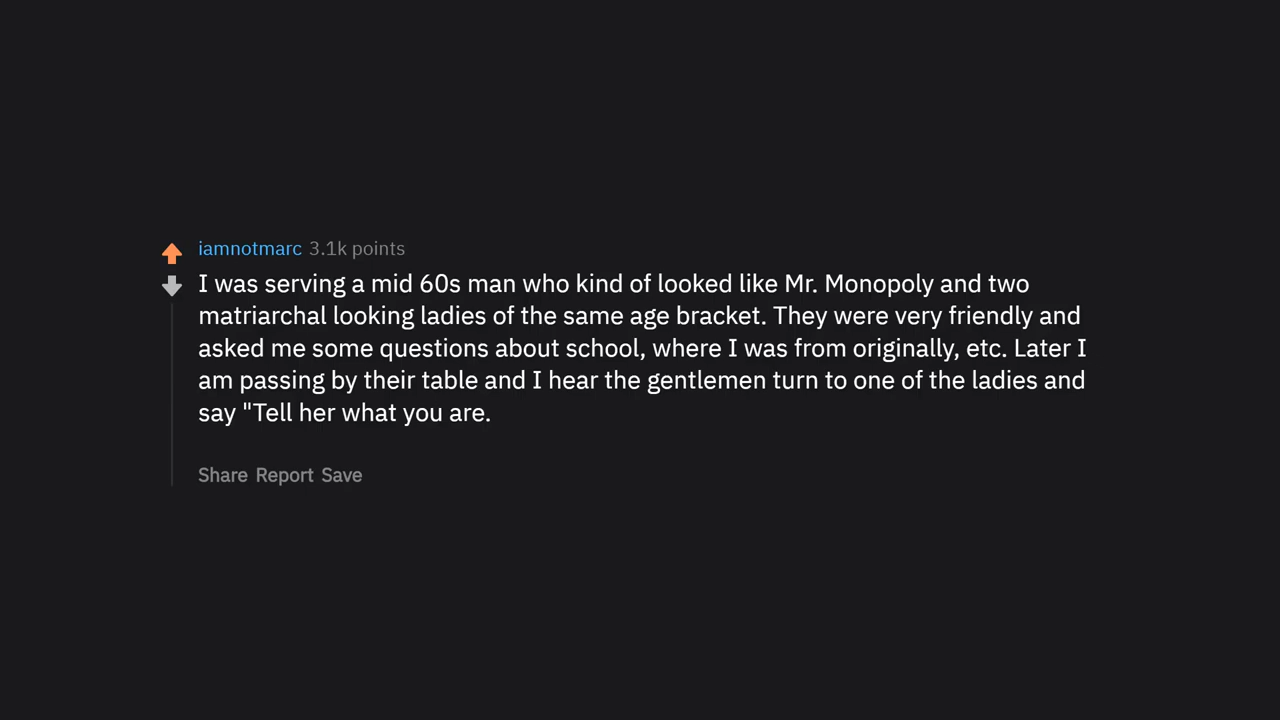 iamnotmarc 3.1k points
I was serving a mid 60s man who kind of looked like Mr. Monopoly and two
matriarchal looking ladies of the same age bracket. They were very friendly and
asked me some questions about school, where I was from originally, etc. Later I
am passing by their table and I hear the gentlemen turn to one of the ladies and
say "Tell her what you are.
Share Report Save